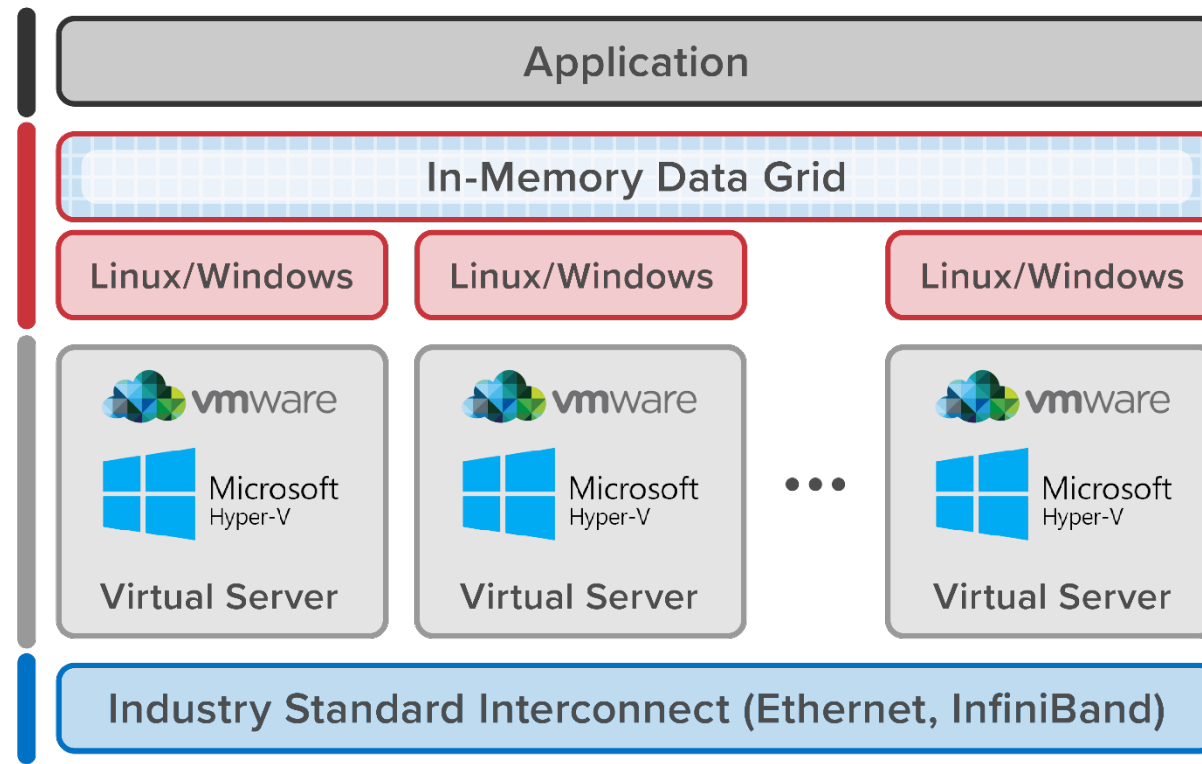 Application
In-Memory Data Grid
Linux/Windows
Linux/Windows
Linux/Windows
vmware
Microsoft
Hyper-V
Virtual Server
vmware
Microsoft
Hyper-V
Virtual Server
•••
vmware
Microsoft
Hyper-V
Virtual Server
Industry Standard Interconnect (Ethernet, InfiniBand)